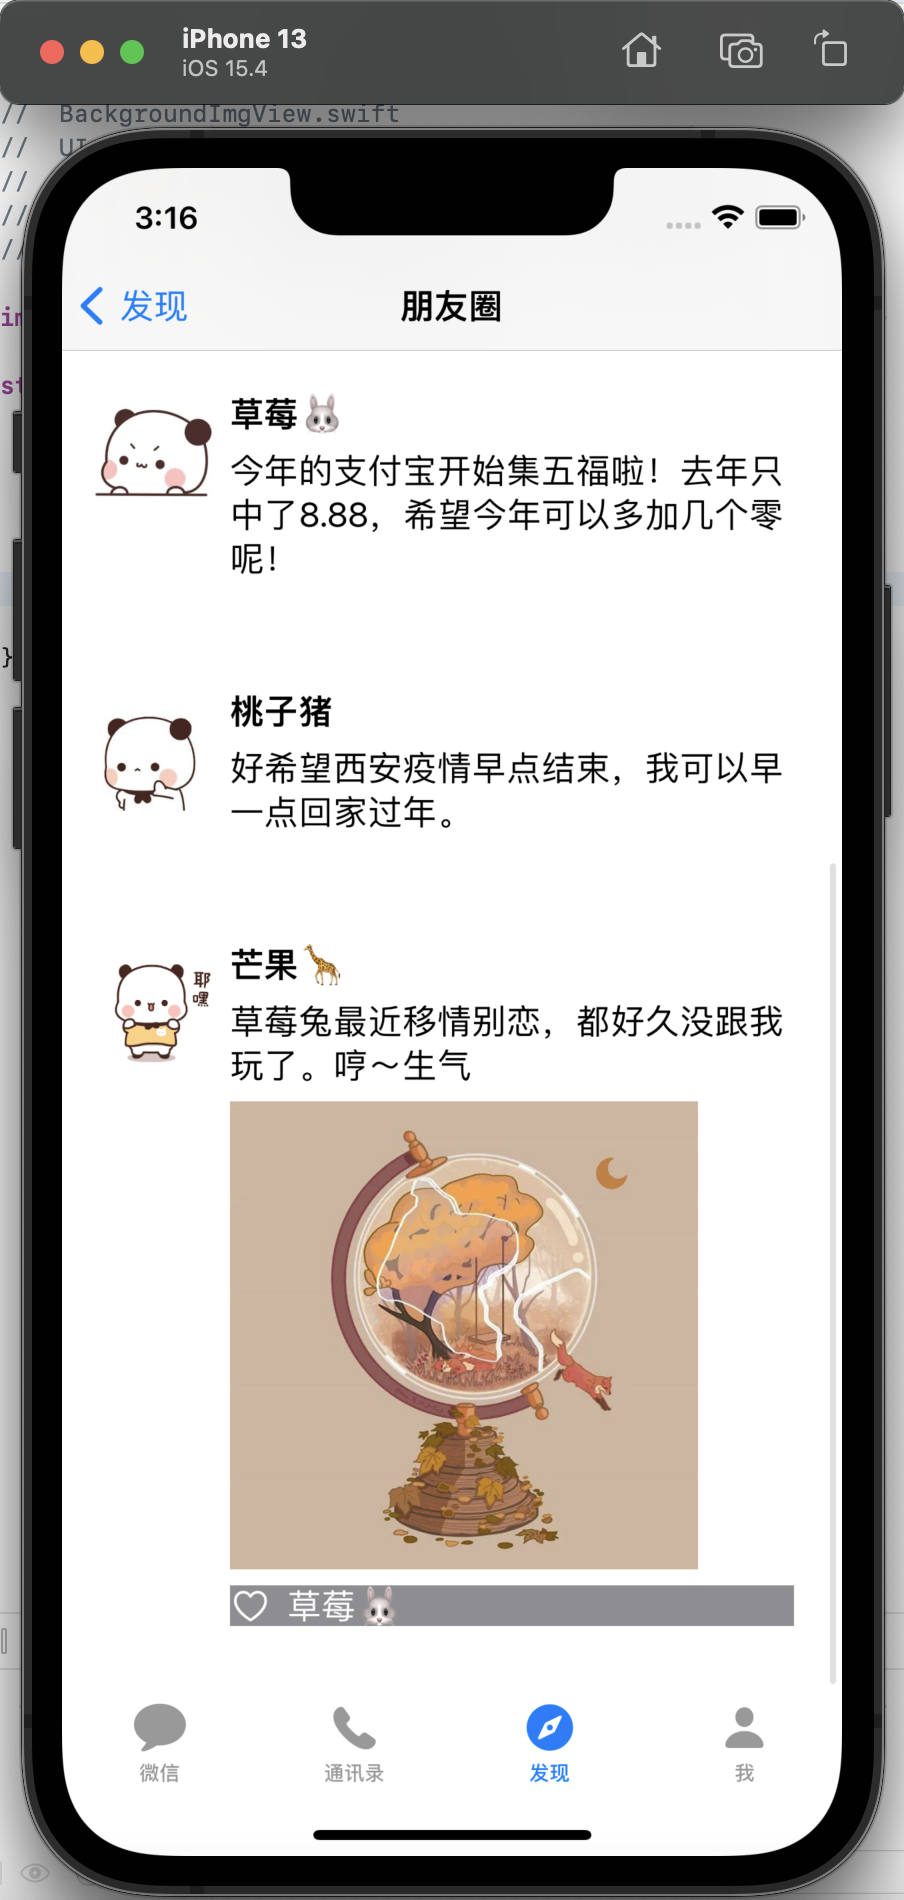 iPhone 13
iOS 15.4
// BackgroundImgView.swift
// UI
//
//
//
3:16
发现
朋友圈
草莓🐰
今年的支付宝开始集五福啦！去年只
中了8.88，希望今年可以多加几个零
呢！
桃子猪
好希望西安疫情早点结束，我可以早
一点回家过年。
耶
嘿
芒果🦒
草莓兔最近移情别恋，都好久没跟我
玩了。哼～生气
♡ 草莓🐰
微信
通讯录
发现
我
}